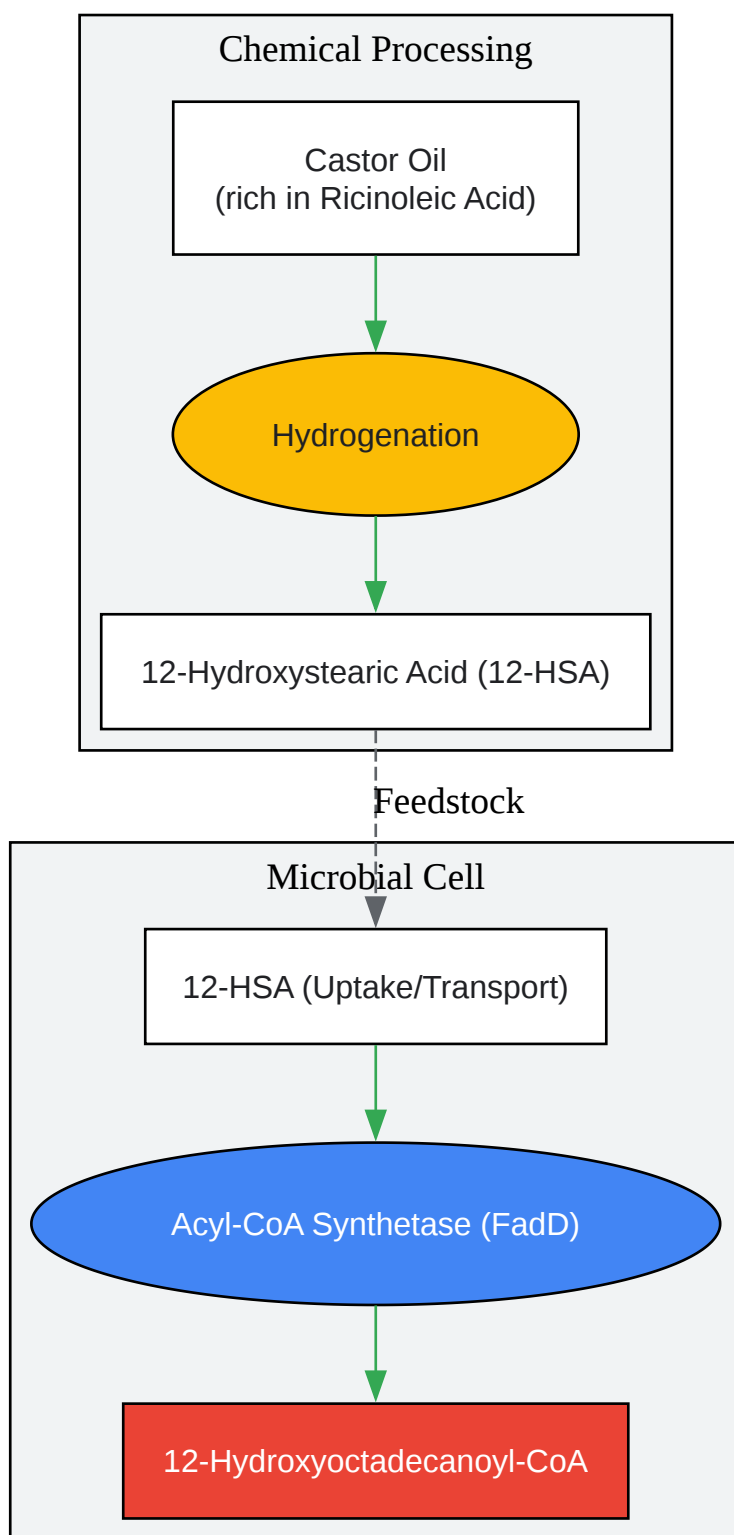 Chemical Processing
Castor Oil
(rich in Ricinoleic Acid)
Hydrogenation
12-Hydroxystearic Acid (12-HSA)
Feedstock
Microbial Cell
12-HSA (Uptake/Transport)
Acyl-CoA Synthetase (FadD)
12-Hydroxyoctadecanoyl-CoA